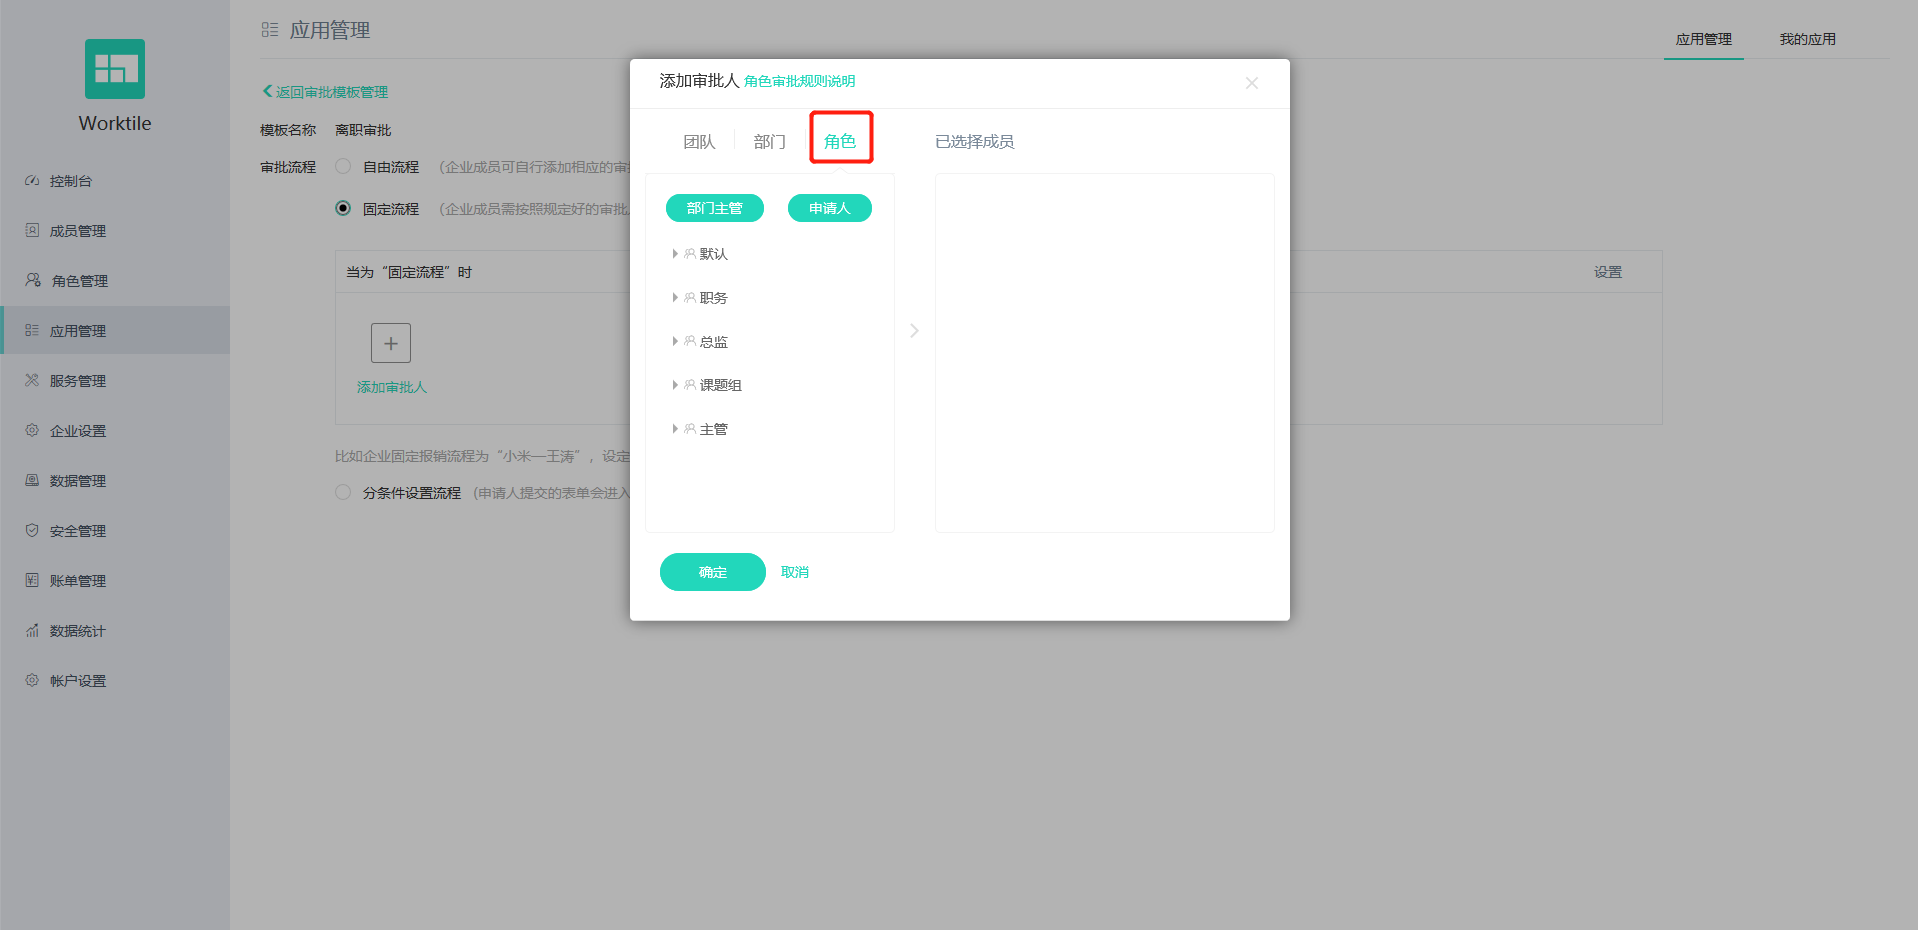 Worktile
控制台
成员管理
角色管理
应用管理
服务管理
企业设置
数据管理
安全管理
账单管理
数据统计
帐户设置
应用管理
应用管理
我的应用
返回审批模板管理
模板名称 离职审批
审批流程 自由流程 （企业成员可自行添加相应的审
固定流程 （企业成员需按照规定好的审批
当为“固定流程”时
设置
添加审批人
比如企业固定报销流程为“小米—王涛”，设定
分条件设置流程 (申请人提交的表单会进入
添加审批人 角色审批规则说明
团队 部门 角色
已选择成员
部门主管 申请人
默认
职务
总监
课题组
主管
确定 取消